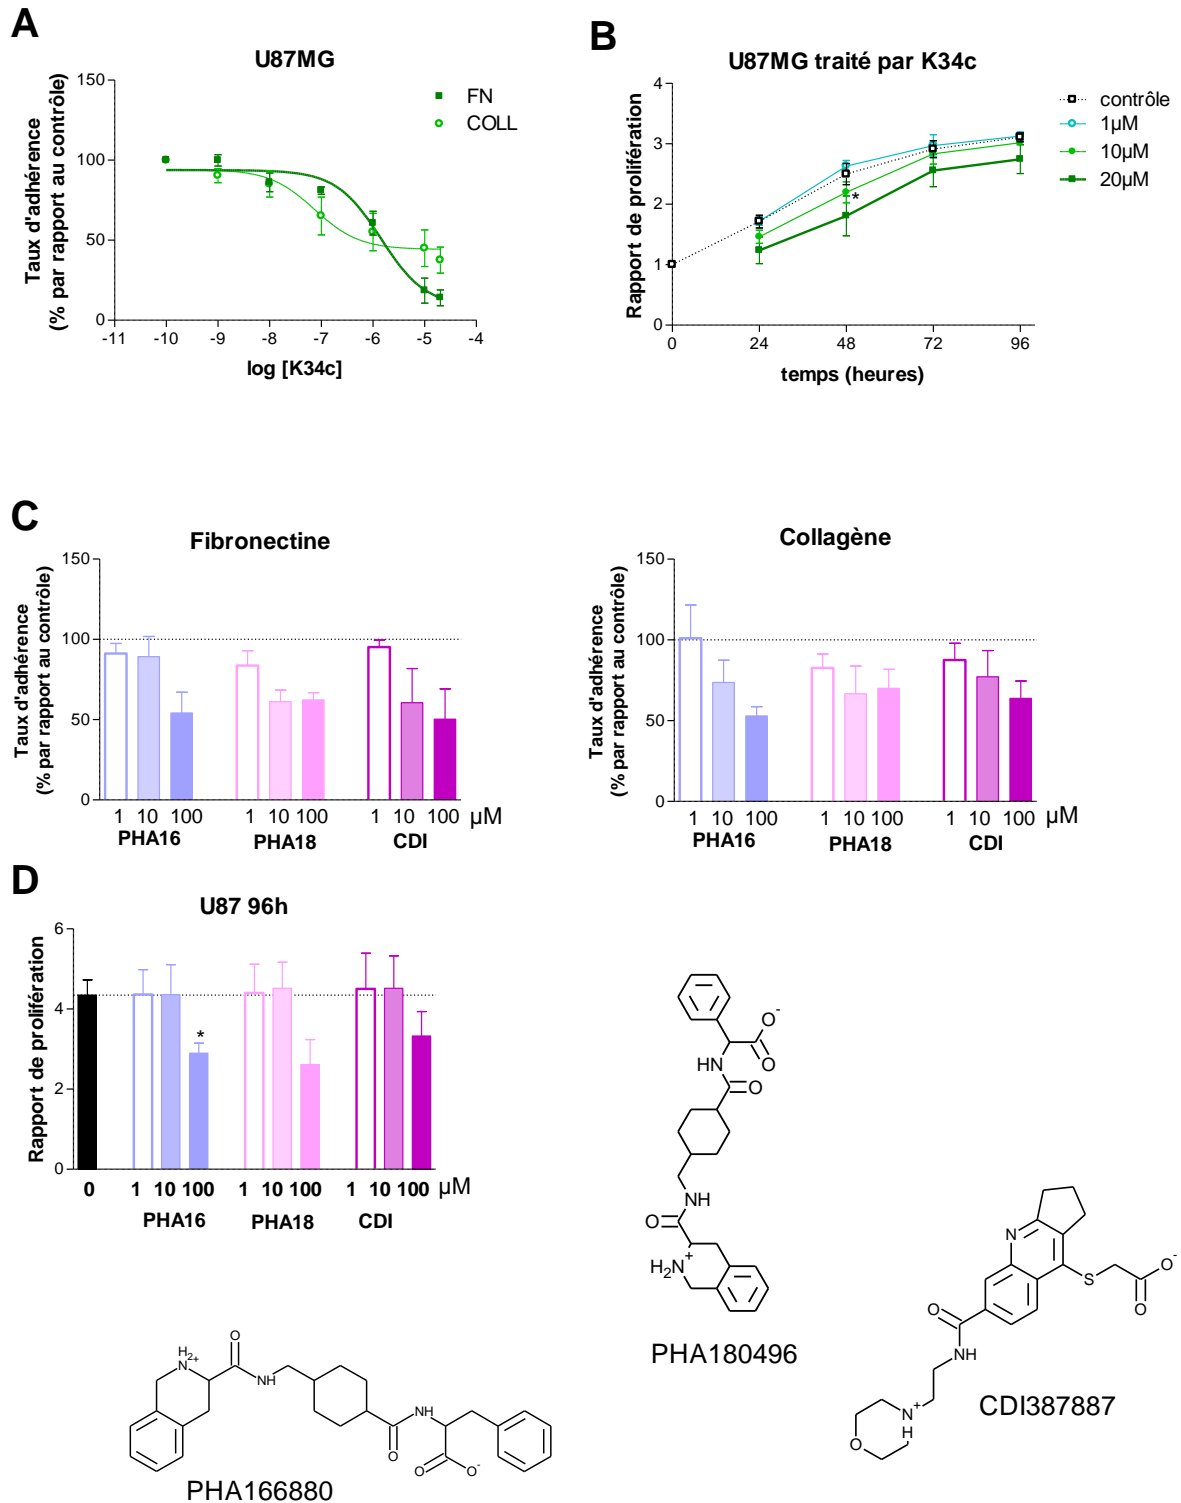 A
U87MG
Taux d'adhérence
(% par rapport au contrôle)
150
100
50
0
FN
COLL
-11 -10 -9 -8 -7 -6 -5 -4
log [K34c]
B
U87MG traité par K34c
Rapport de prolifération
4
3
2
1
0
*
contrôle
1µM
10µM
20µM
0 24 48 72 96
temps (heures)
C
Fibronectine
Taux d'adhérence
(% par rapport au contrôle)
150
100
50
0
1 10 100 1 10 100 1 10 100 µM
PHA16 PHA18 CDI
Collagène
Taux d'adhérence
(% par rapport au contrôle)
150
100
50
0
1 10 100 1 10 100 1 10 100 µM
PHA16 PHA18 CDI
D
U87 96h
Rapport de prolifération
6
4
2
0
*
0 1 10 100 1 10 100 1 10 100 µM
PHA16 PHA18 CDI
O-
O
HN
O
NH
O
H2N+
PHA180496
N
S
O-
O
O
NH
N+
H
O
CDI387887
H2+
N
O
NH
O
NH
O
O-
PHA166880